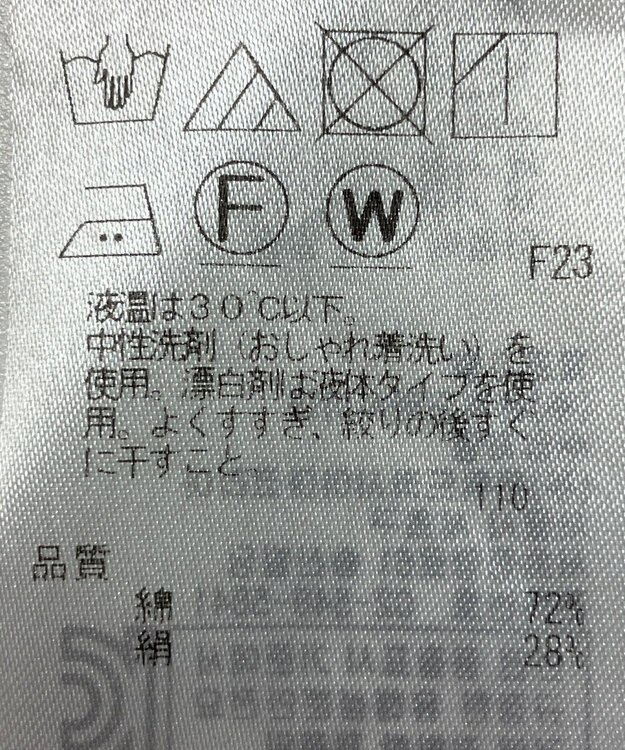 F
W
F23
液温は30℃以下。
中性洗剤（おしゃれ着洗い）を
使用。漂白剤は液体タイプを使
用。よくすすぎ、絞りの後すぐ
に干すこと。
110
品質
綿 72%
絹 28%